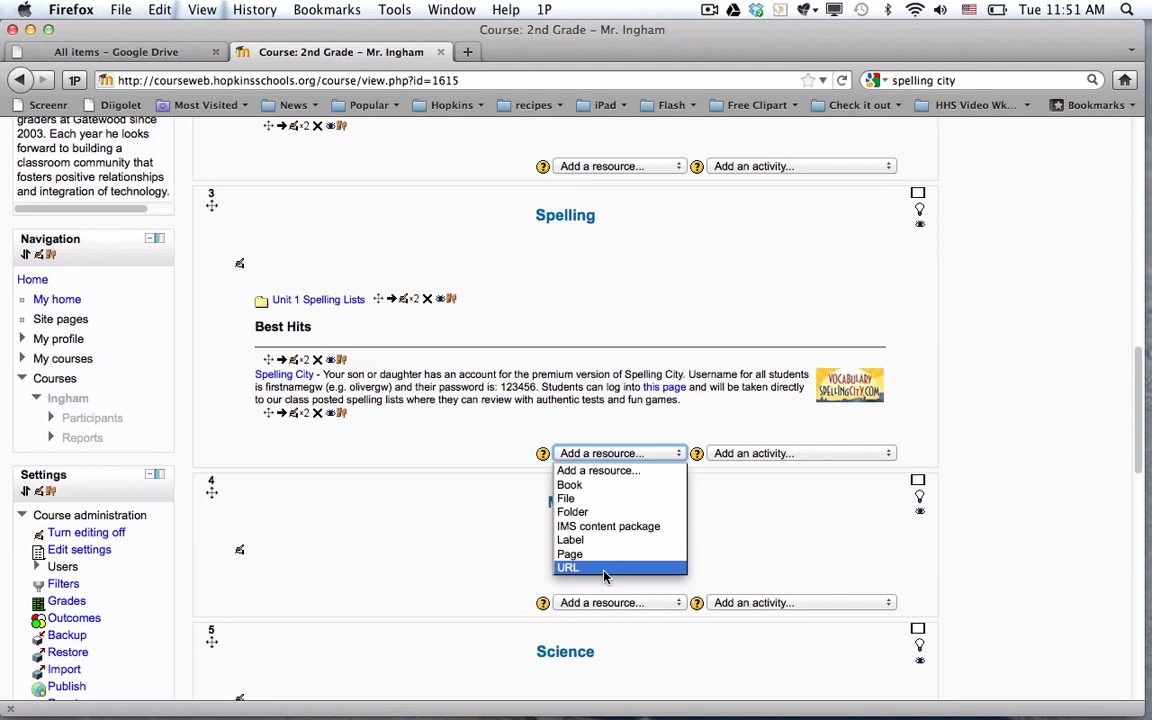 Firefox File Edit View History Bookmarks Tools Window Help 1P Tue 11:51 AM
Course: 2nd Grade – Mr. Ingham
All items – Google Drive × Course: 2nd Grade – Mr. Ingham × +
1P http://courseweb.hopkinsschools.org/course/view.php?id=1615 spelling city
Screenr Diigolet Most Visited News Popular Hopkins recipes iPad Flash Free Clipart Check it out HHS Video Wk... Bookmarks
graders at Gatewood since
2003. Each year he looks
forward to building a
classroom community that
fosters positive relationships
and integration of technology.
Navigation
Home
My home
Site pages
My profile
My courses
Courses
Ingham
Participants
Reports
Settings
Course administration
Turn editing off
Edit settings
Users
Filters
Grades
Outcomes
Backup
Restore
Import
Publish
×2
Add a resource... Add an activity...
3
Spelling
Unit 1 Spelling Lists ×2
Best Hits
×2
Spelling City - Your son or daughter has an account for the premium version of Spelling City. Username for all students
is firstnamegw (e.g. olivergw) and their password is: 123456. Students can log into this page and will be taken directly
to our class posted spelling lists where they can review with authentic tests and fun games.
VOCABULARY
SPELLINGCITY.COM
×2
Add a resource... Add an activity...
Add a resource...
Book
File
Folder
IMS content package
Label
Page
URL
4
Add a resource... Add an activity...
5
Science